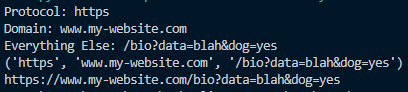 Protocol: https
Domain: www.my-website.com
Everything Else: /bio?data=blah&dog=yes
('https', 'www.my-website.com', '/bio?data=blah&dog=yes')
https://www.my-website.com/bio?data=blah&dog=yes